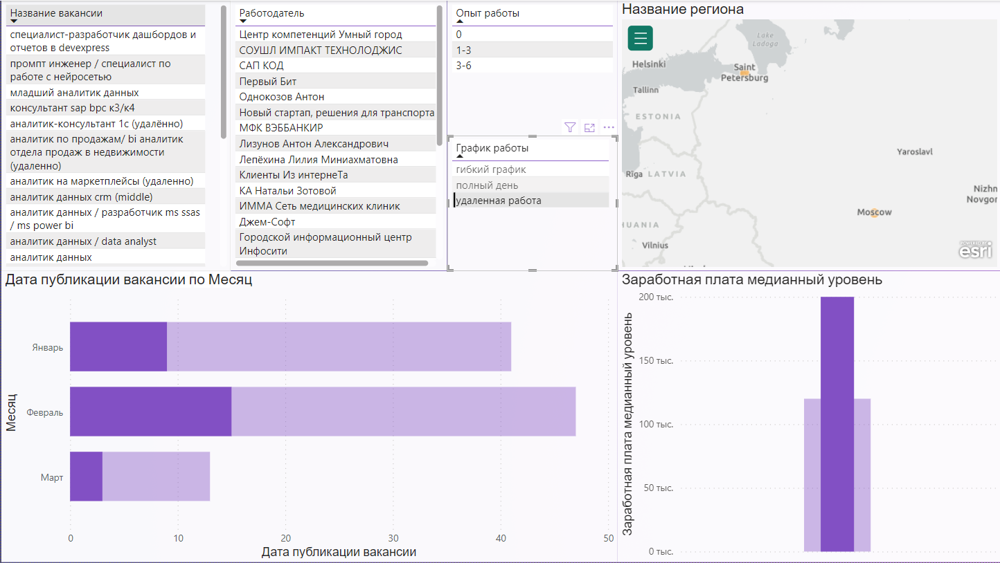 Название вакансии
специалист-разработчик дашбордов и
отчетов в devexpress
промпт инженер / специалист по
работе с нейросетью
младший аналитик данных
консультант sap bpc к3/к4
аналитик-консультант 1с (удалённо)
аналитик по продажам/ bi аналитик
отдела продаж в недвижимости
(удаленно)
аналитик на маркетплейсы (удаленно)
аналитик данных crm (middle)
аналитик данных / разработчик ms ssas
/ ms power bi
аналитик данных / data analyst
аналитик данных
Работодатель
Центр компетенций Умный город
СОУШЛ ИМПАКТ ТЕХНОЛОДЖИС
САП КОД
Первый Бит
Однокозов Антон
Новый стартап, решения для транспорта
МФК ВЭББАНКИР
Лизунов Антон Александрович
Лепёхина Лилия Миниахматовна
Клиенты Из интернеТа
КА Натальи Зотовой
ИММА Сеть медицинских клиник
Джем-Софт
Городской информационный центр
Инфосити
Опыт работы
0
1-3
3-6
График работы
гибкий график
полный день
удаленная работа
Название региона
Lake
Ladoga
Helsinki
Saint
Petersburg
Tallinn
ESTONIA
Yaroslavl
Rīga
LATVIA
Nizhn
Novgor
Moscow
HUANIA
Vilnius
POWERED BY
esri
Дата публикации вакансии по Месяц
Месяц
Январь
Февраль
Март
0
10
20
30
40
50
Дата публикации вакансии
Заработная плата медианный уровень
Заработная плата медианный уровень
200 тыс.
150 тыс.
100 тыс.
50 тыс.
0 тыс.